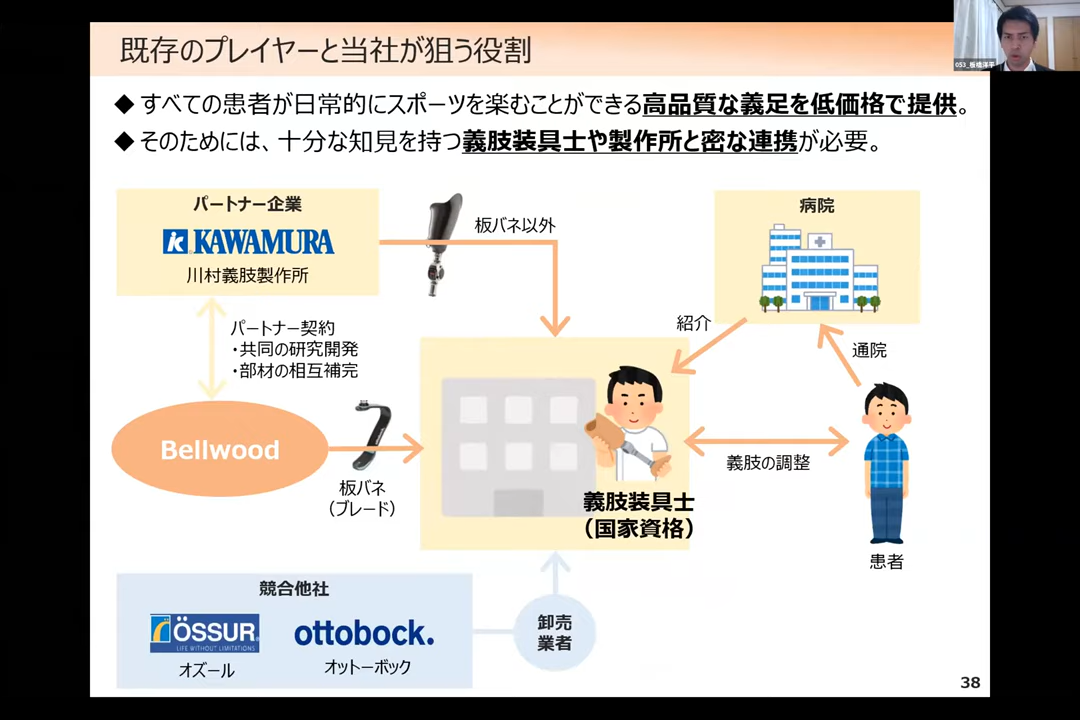 既存のプレイヤーと当社が狙う役割
053_板橋洋平
◆ すべての患者が日常的にスポーツを楽むことができる高品質な義足を低価格で提供。
◆ そのためには、十分な知見を持つ義肢装具士や製作所と密な連携が必要。
パートナー企業
KAWAMURA
川村義肢製作所
板バネ以外
病院
パートナー契約
・共同の研究開発
・部材の相互補完
紹介
通院
Bellwood
板バネ
（ブレード）
義肢の調整
義肢装具士
（国家資格）
患者
競合他社
ÖSSUR
LIFE WITHOUT LIMITATIONS
オズール
ottobock.
オットーボック
卸売
業者
38